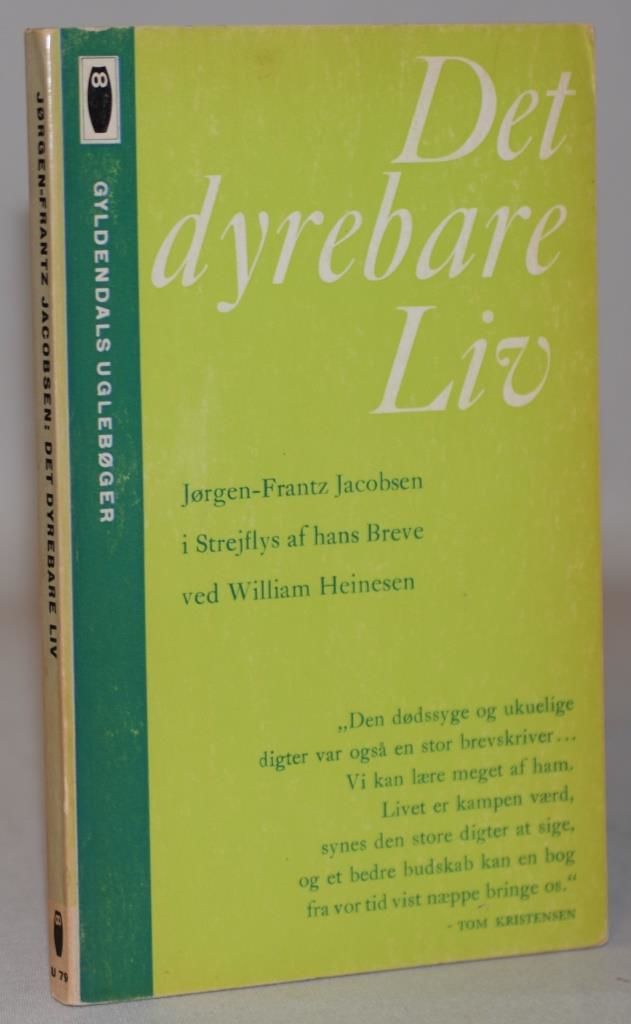 JØRGEN-FRANTZ JACOBSEN: DET DYREBARE LIV
U 79
GYLDENDALS UGLEBØGER
Det
dyrebare
Liv
Jørgen-Frantz Jacobsen
i Strejflys af hans Breve
ved William Heinesen
„Den dødssyge og ukuelige
digter var også en stor brevskriver...
Vi kan lære meget af ham.
Livet er kampen værd,
synes den store digter at sige,
og et bedre budskab kan en bog
fra vor tid vist næppe bringe os.“
- TOM KRISTENSEN